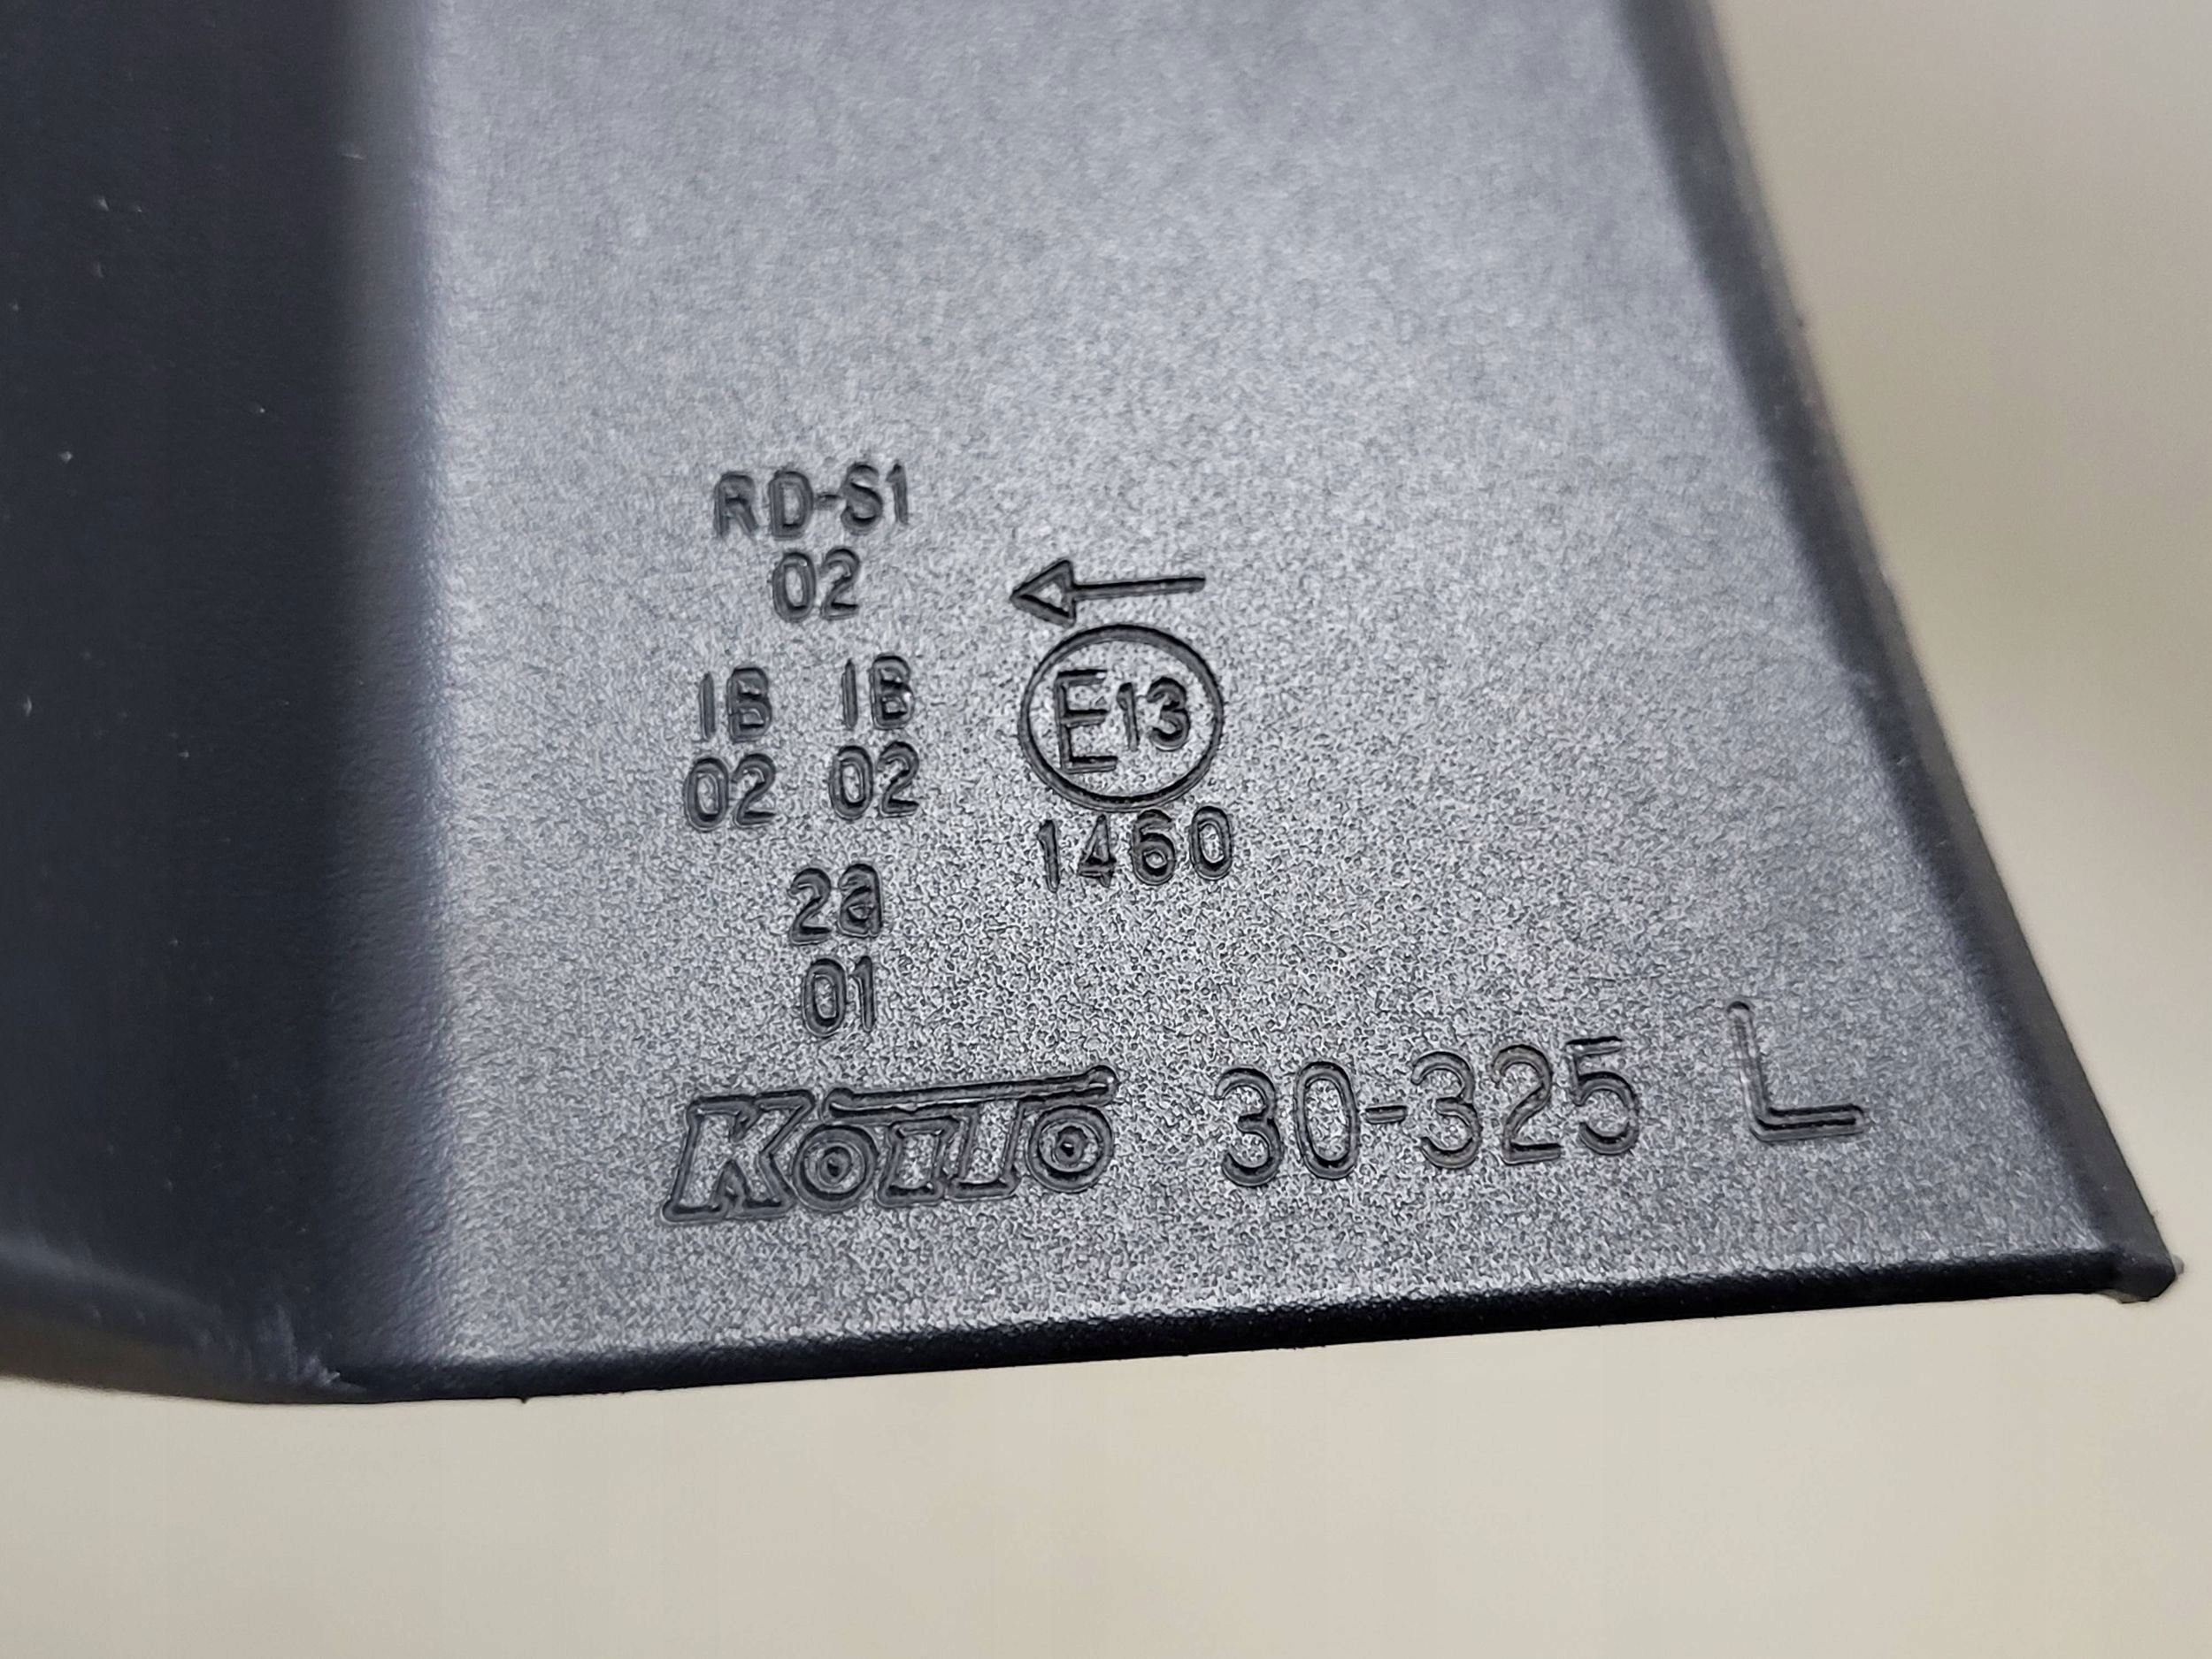 RD-S1
02
IB IB
02 02
2a
01
E13
1460
KOITO 30-325 L